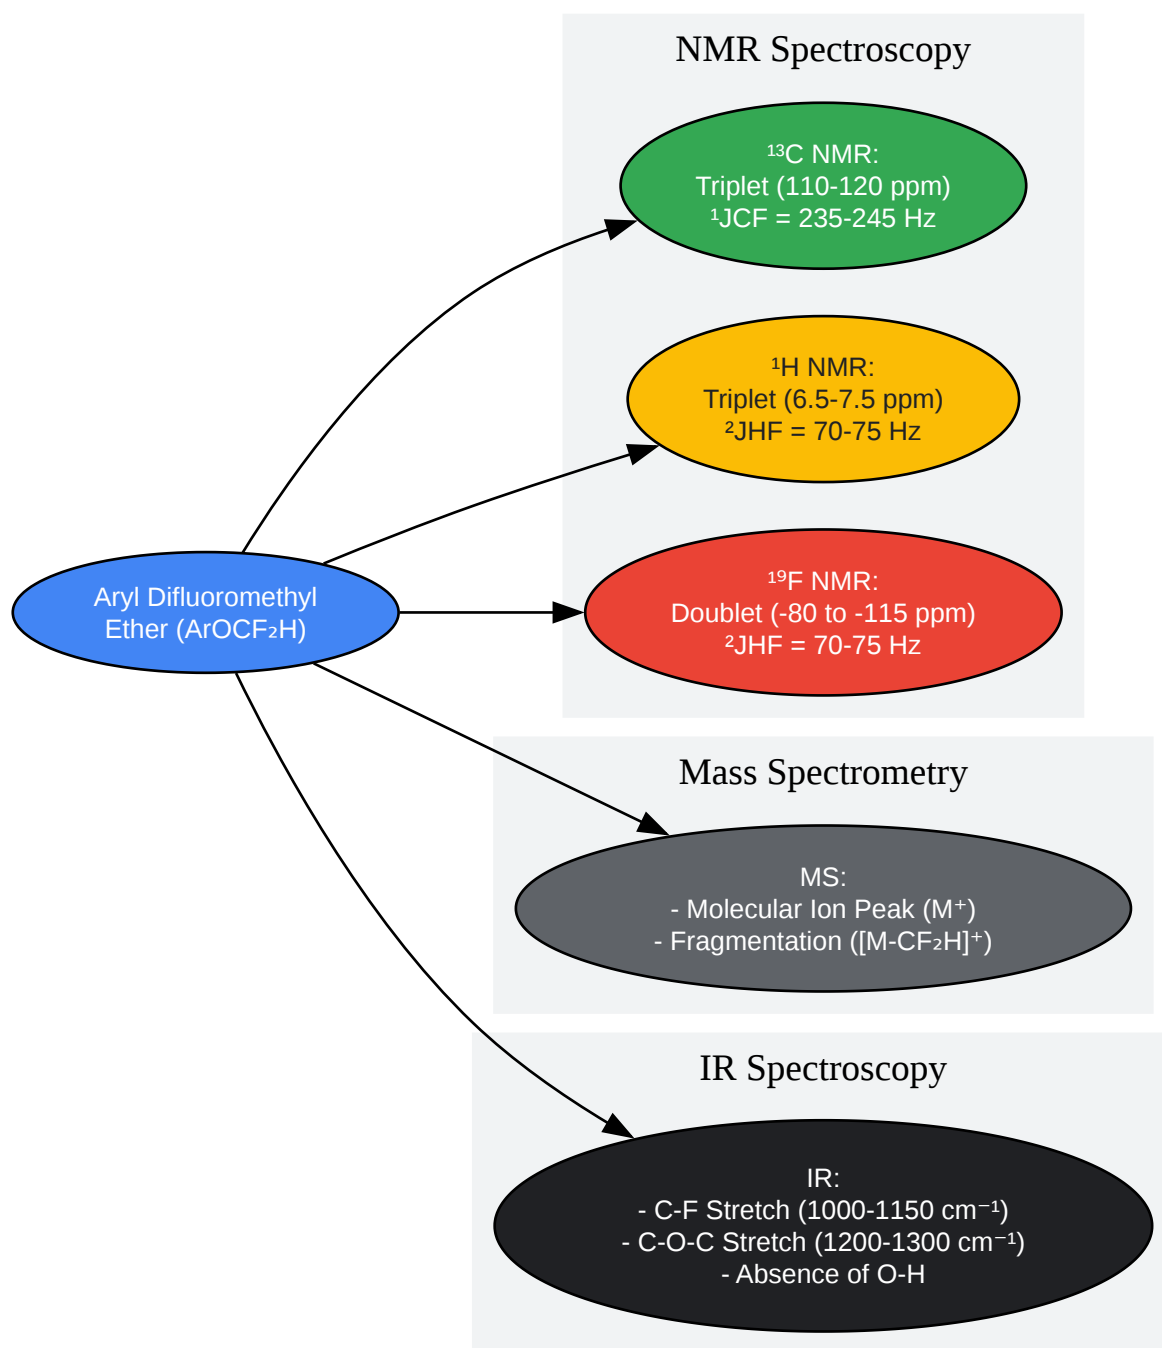 NMR Spectroscopy
¹³C NMR:
Triplet (110-120 ppm)
¹JCF = 235-245 Hz
¹H NMR:
Triplet (6.5-7.5 ppm)
²JHF = 70-75 Hz
Aryl Difluoromethyl
Ether (ArOCF₂H)
¹⁹F NMR:
Doublet (-80 to -115 ppm)
²JHF = 70-75 Hz
Mass Spectrometry
MS:
- Molecular Ion Peak (M⁺)
- Fragmentation ([M-CF₂H]⁺)
IR Spectroscopy
IR:
- C-F Stretch (1000-1150 cm⁻¹)
- C-O-C Stretch (1200-1300 cm⁻¹)
- Absence of O-H